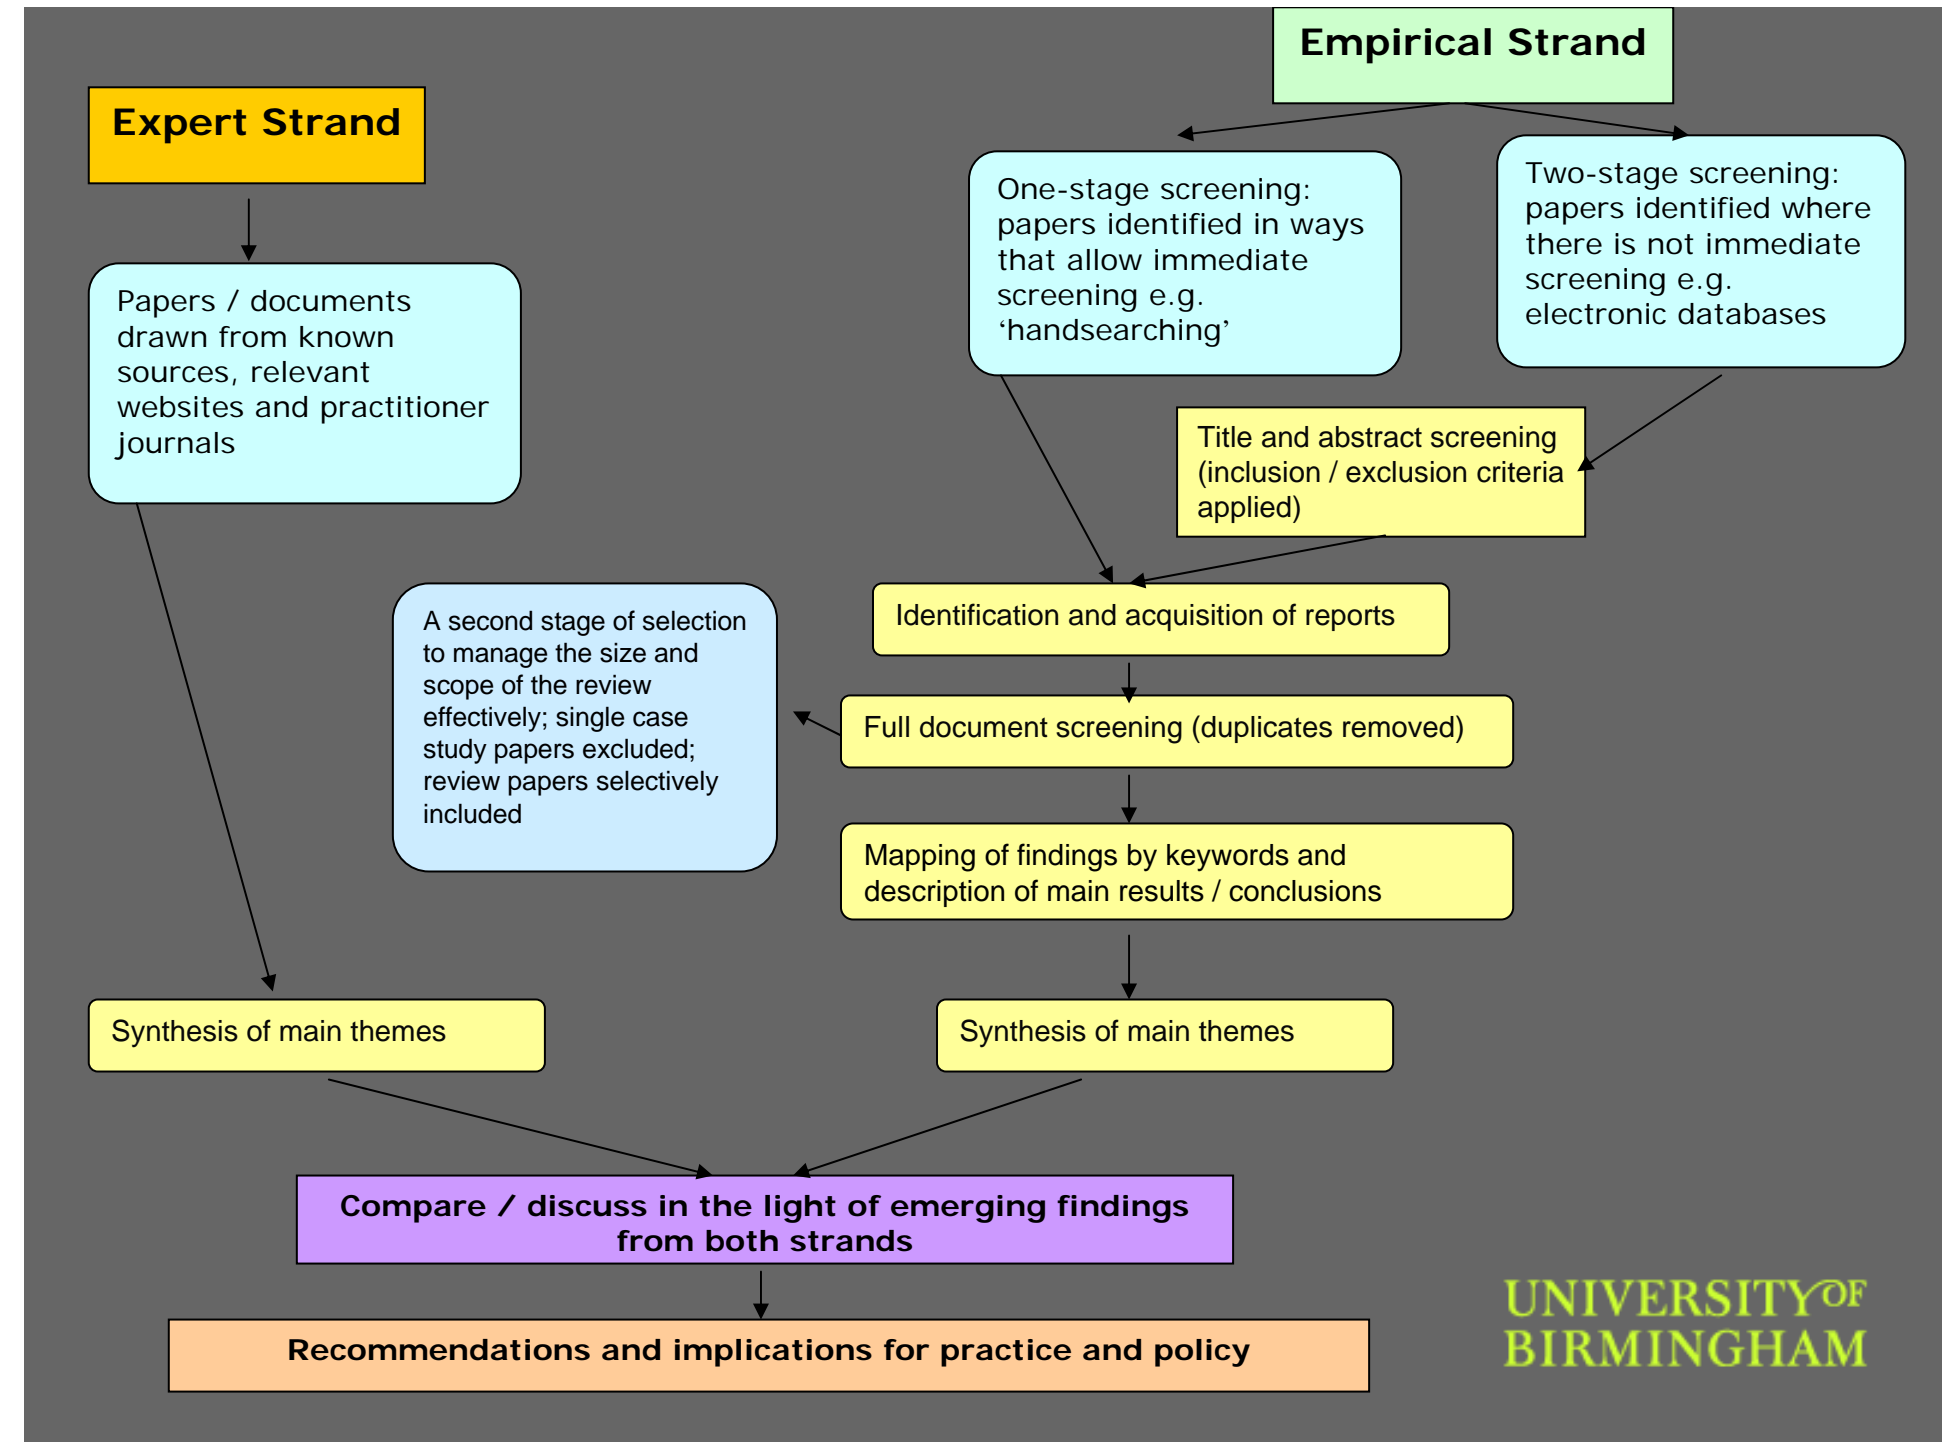 Empirical Strand
Expert Strand
One-stage screening:
papers identified in ways
that allow immediate
screening e.g.
‘handsearching’
Two-stage screening:
papers identified where
there is not immediate
screening e.g.
electronic databases
Papers / documents
drawn from known
sources, relevant
websites and practitioner
journals
Title and abstract screening
(inclusion / exclusion criteria
applied)
Identification and acquisition of reports
A second stage of selection
to manage the size and
scope of the review
effectively; single case
study papers excluded;
review papers selectively
included
Full document screening (duplicates removed)
Mapping of findings by keywords and
description of main results / conclusions
Synthesis of main themes
Synthesis of main themes
Compare / discuss in the light of emerging findings
from both strands
Recommendations and implications for practice and policy
UNIVERSITY OF
BIRMINGHAM